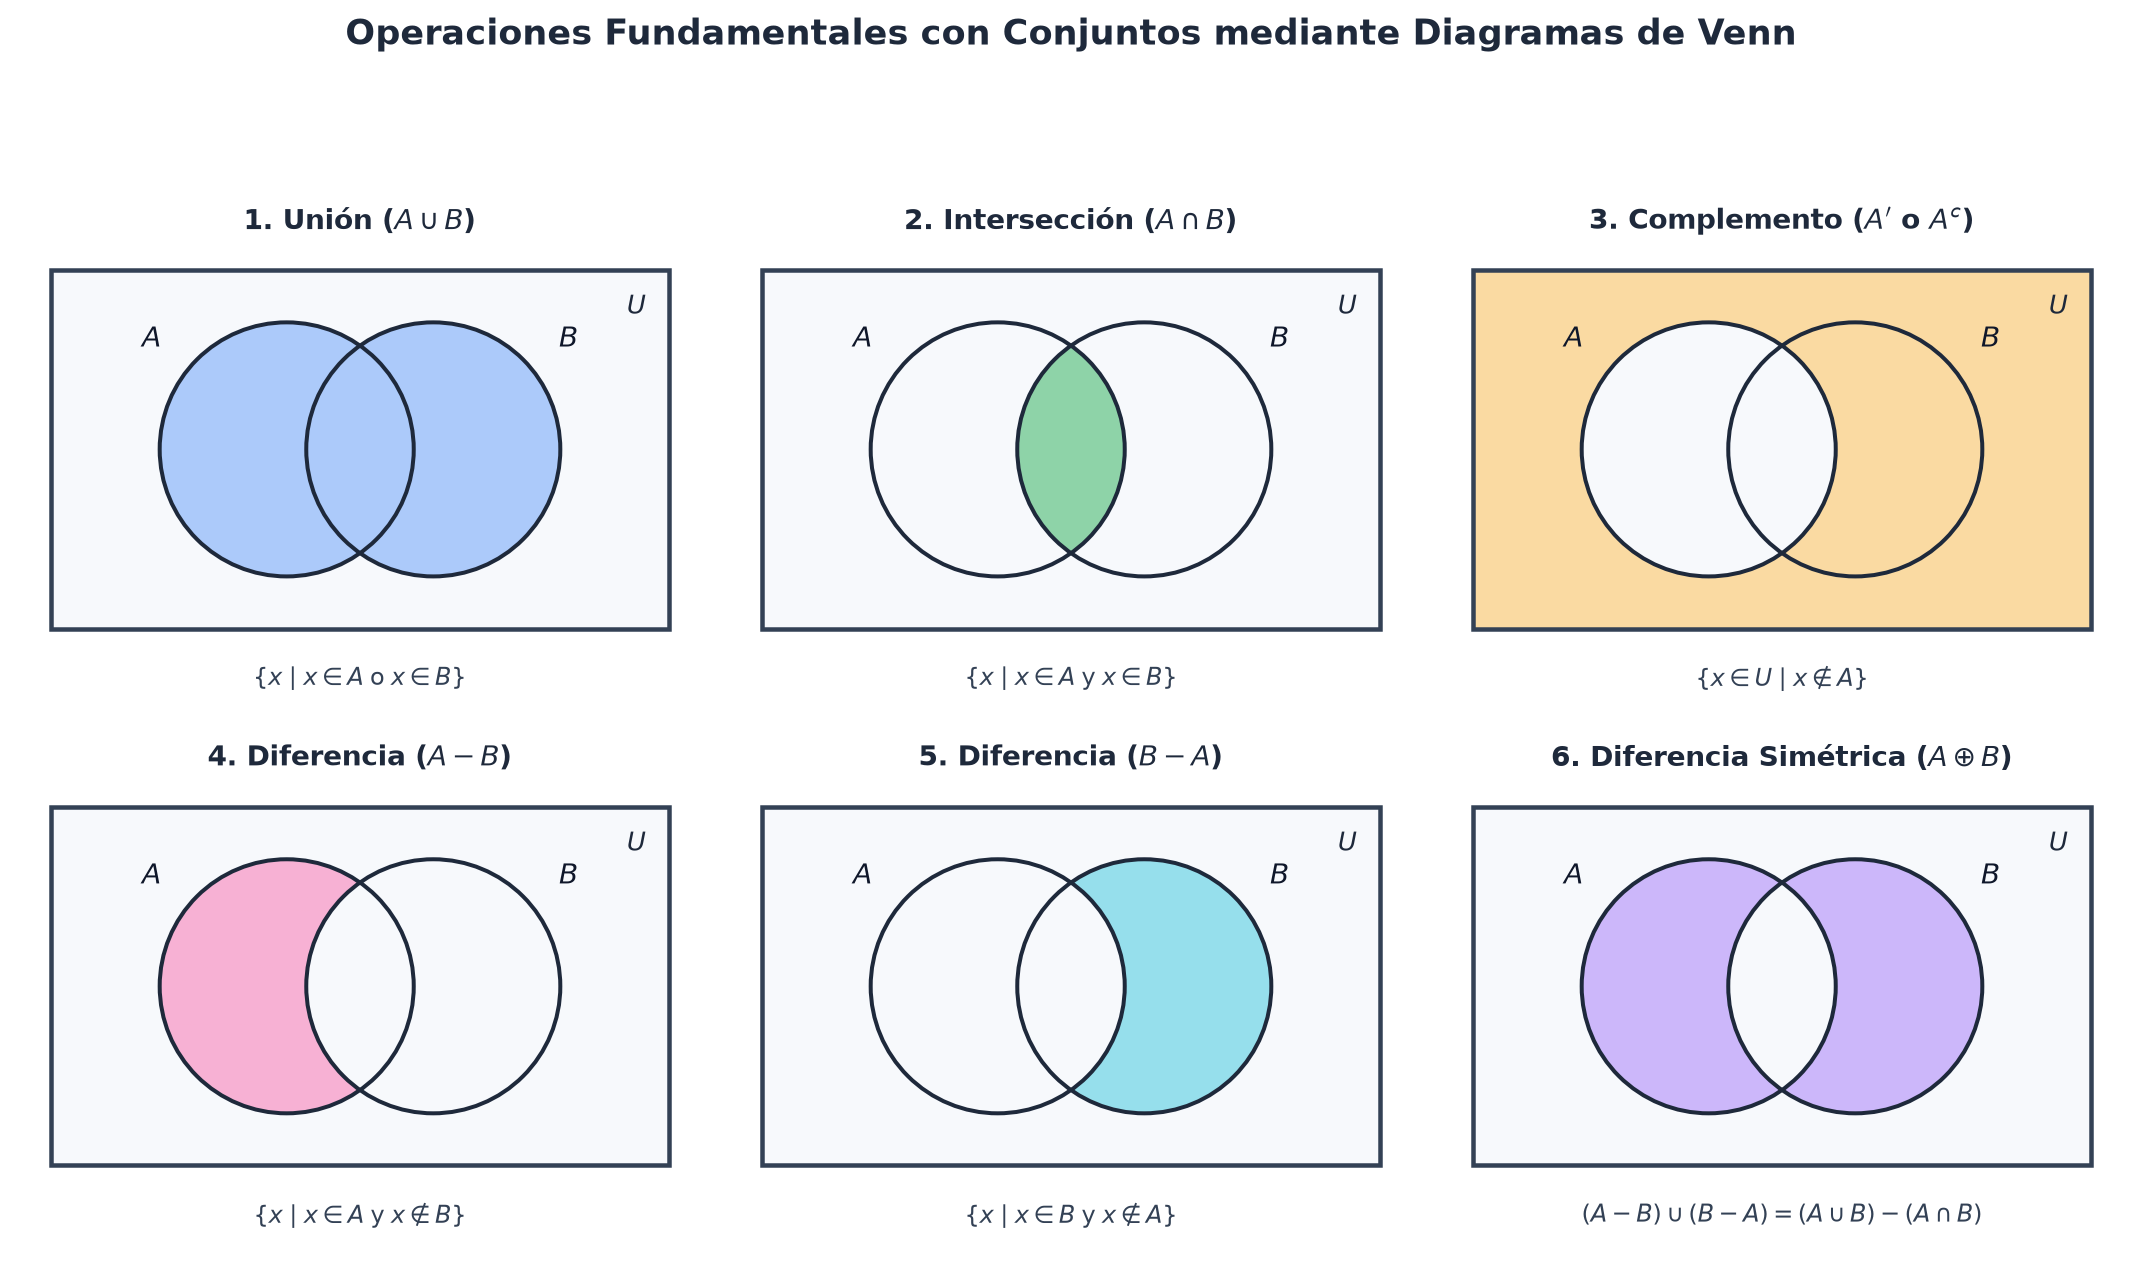 Operaciones Fundamentales con Conjuntos mediante Diagramas de Venn
1. Unión (A ∪ B)
A
B
U
{x | x ∈ A o x ∈ B}
2. Intersección (A ∩ B)
A
B
U
{x | x ∈ A y x ∈ B}
3. Complemento (A′ o Aᶜ)
A
B
U
{x ∈ U | x ∉ A}
4. Diferencia (A − B)
A
B
U
{x | x ∈ A y x ∉ B}
5. Diferencia (B − A)
A
B
U
{x | x ∈ B y x ∉ A}
6. Diferencia Simétrica (A ⊕ B)
A
B
U
(A − B) ∪ (B − A) = (A ∪ B) − (A ∩ B)